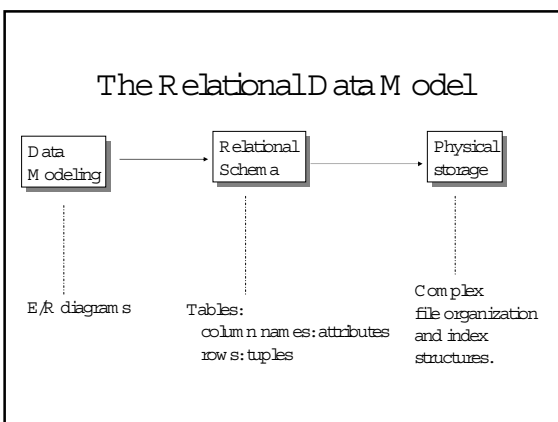 The Relational Data Model
Data
Modeling
Relational
Schema
Physical
storage
E/R diagrams
Tables:
column names: attributes
rows: tuples
Complex
file organization
and index
structures.